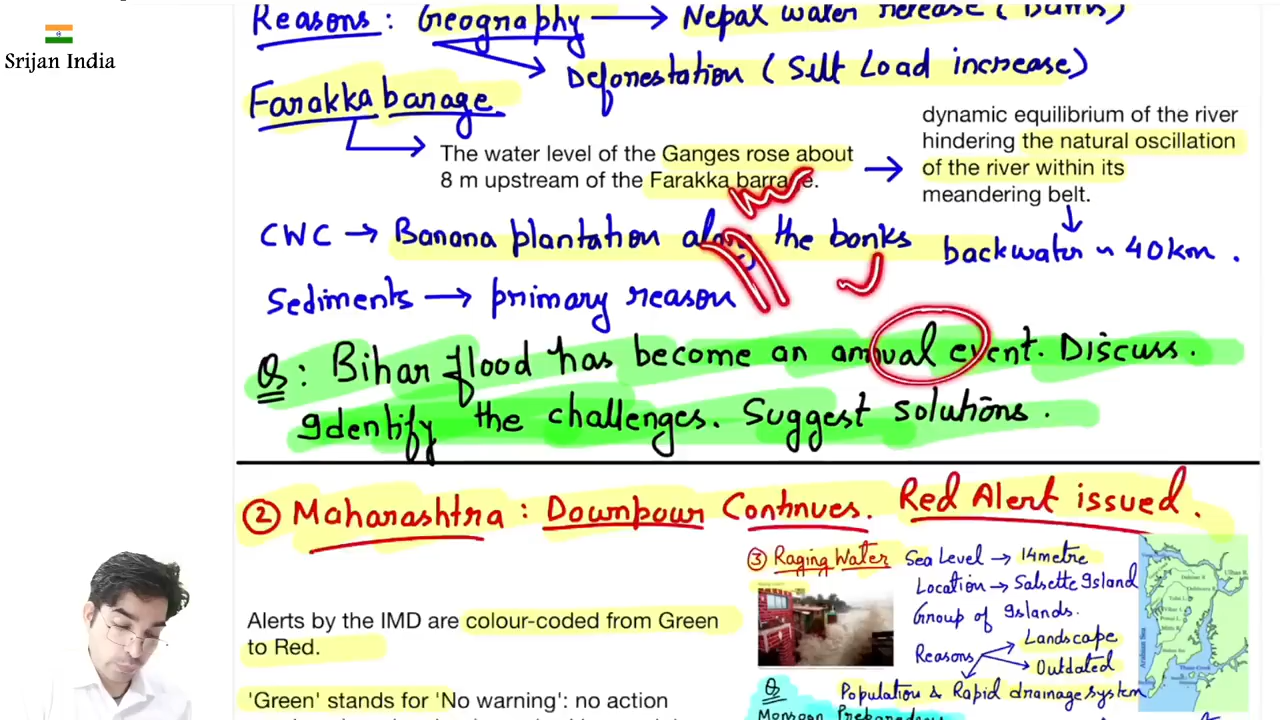 Srijan India
Reasons : Geography → Nepal water release (Dams)
Deforestation ( Silt Load increase)
Farakka barage
The water level of the Ganges rose about
8 m upstream of the Farakka barrage.
dynamic equilibrium of the river
hindering the natural oscillation
of the river within its
meandering belt.
CWC → Banana plantation along the banks
backwater ~ 40km .
Sediments → primary reason
Q : Bihar flood has become an annual event. Discuss.
Identify the challenges. Suggest solutions .
② Maharashtra : Downpour Continues. Red Alert issued .
Alerts by the IMD are colour-coded from Green
to Red.
'Green' stands for 'No warning': no action
③ Raging Water
Sea Level → 14metre
Location → Salsette Island
Group of Islands.
Reasons → Landscape
Outdated
Population & Rapid drainage system
Q
Monsoon Preparedness